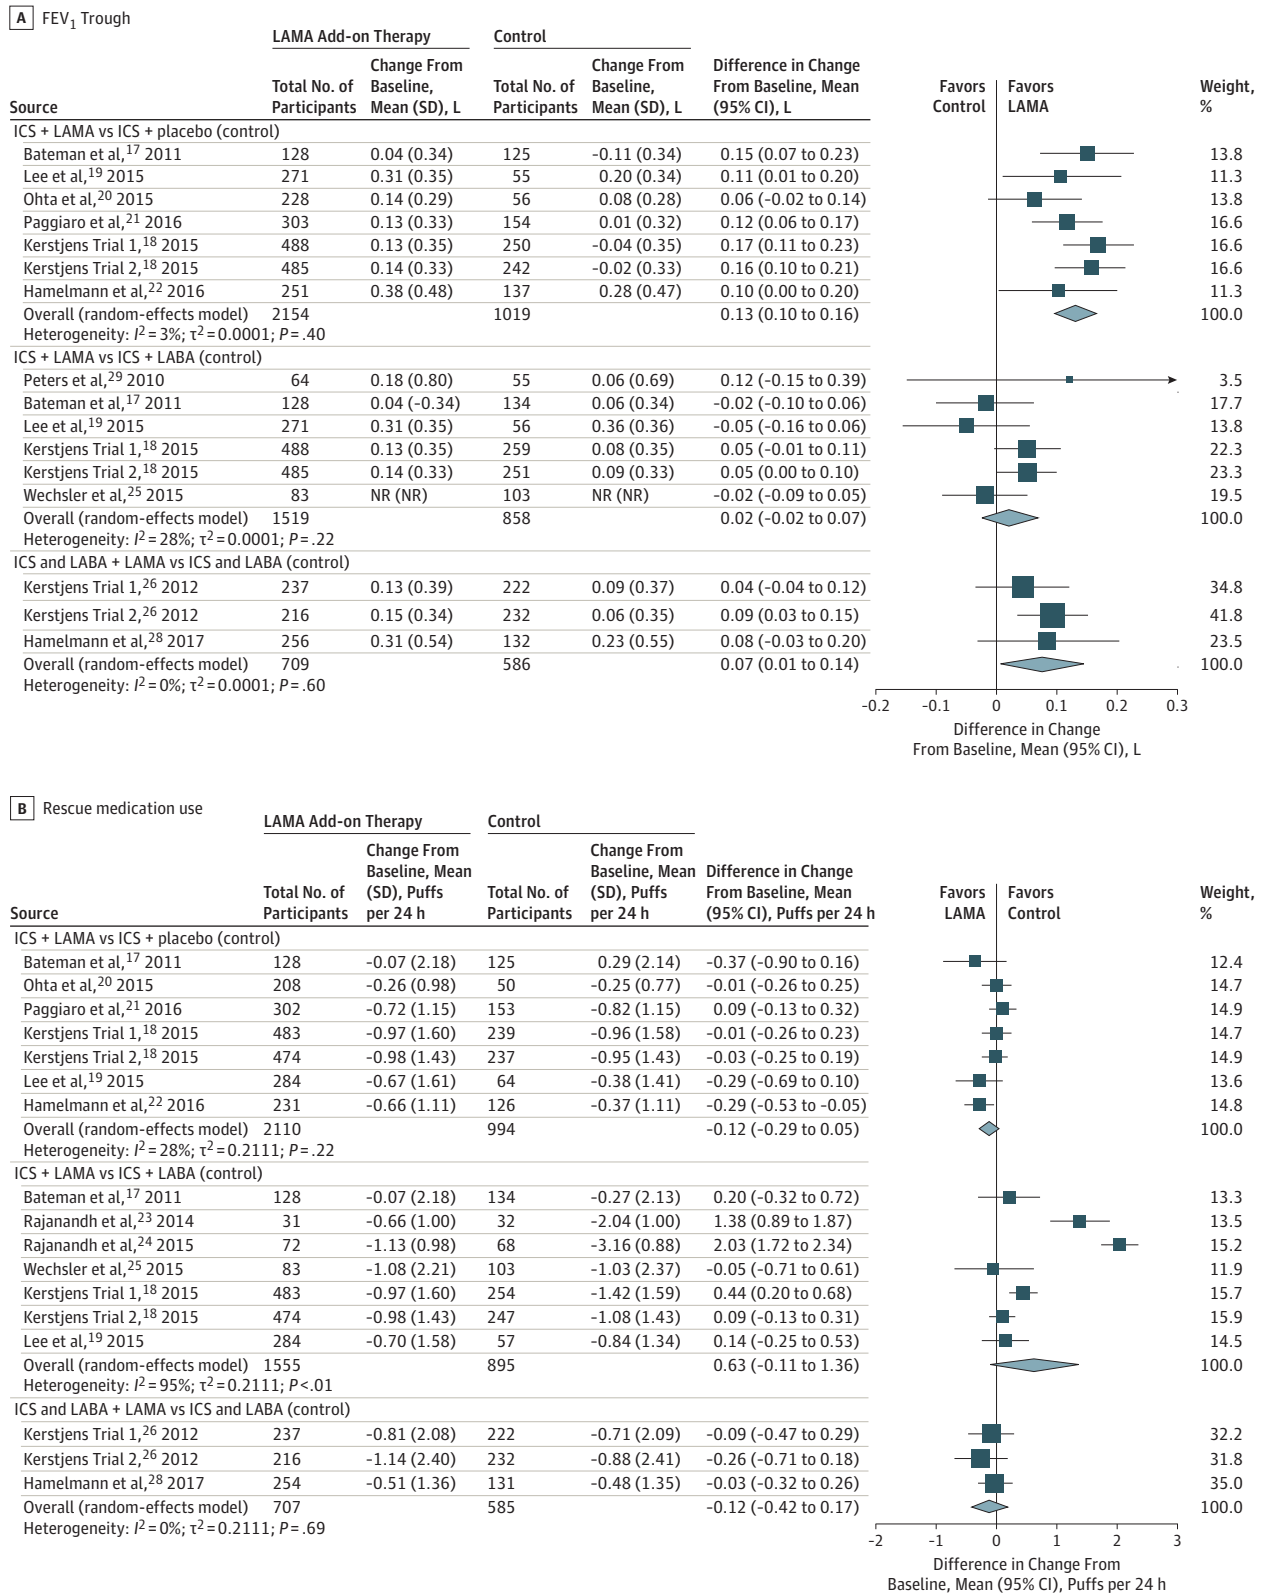 A FEV1 Trough
LAMA Add-on Therapy Control
Source Total No. of Participants Change From Baseline, Mean (SD), L Total No. of Participants Change From Baseline, Mean (SD), L Difference in Change From Baseline, Mean (95% CI), L Favors Control Favors LAMA Weight, %
ICS + LAMA vs ICS + placebo (control)
Bateman et al,17 2011 128 0.04 (0.34) 125 -0.11 (0.34) 0.15 (0.07 to 0.23) 13.8
Lee et al,19 2015 271 0.31 (0.35) 55 0.20 (0.34) 0.11 (0.01 to 0.20) 11.3
Ohta et al,20 2015 228 0.14 (0.29) 56 0.08 (0.28) 0.06 (-0.02 to 0.14) 13.8
Paggiaro et al,21 2016 303 0.13 (0.33) 154 0.01 (0.32) 0.12 (0.06 to 0.17) 16.6
Kerstjens Trial 1,18 2015 488 0.13 (0.35) 250 -0.04 (0.35) 0.17 (0.11 to 0.23) 16.6
Kerstjens Trial 2,18 2015 485 0.14 (0.33) 242 -0.02 (0.33) 0.16 (0.10 to 0.21) 16.6
Hamelmann et al,22 2016 251 0.38 (0.48) 137 0.28 (0.47) 0.10 (0.00 to 0.20) 11.3
Overall (random-effects model) 2154 1019 0.13 (0.10 to 0.16) 100.0
Heterogeneity: I2 = 3%; τ2 = 0.0001; P = .40
ICS + LAMA vs ICS + LABA (control)
Peters et al,29 2010 64 0.18 (0.80) 55 0.06 (0.69) 0.12 (-0.15 to 0.39) 3.5
Bateman et al,17 2011 128 0.04 (-0.34) 134 0.06 (0.34) -0.02 (-0.10 to 0.06) 17.7
Lee et al,19 2015 271 0.31 (0.35) 56 0.36 (0.36) -0.05 (-0.16 to 0.06) 13.8
Kerstjens Trial 1,18 2015 488 0.13 (0.35) 259 0.08 (0.35) 0.05 (-0.01 to 0.11) 22.3
Kerstjens Trial 2,18 2015 485 0.14 (0.33) 251 0.09 (0.33) 0.05 (0.00 to 0.10) 23.3
Wechsler et al,25 2015 83 NR (NR) 103 NR (NR) -0.02 (-0.09 to 0.05) 19.5
Overall (random-effects model) 1519 858 0.02 (-0.02 to 0.07) 100.0
Heterogeneity: I2 = 28%; τ2 = 0.0001; P = .22
ICS and LABA + LAMA vs ICS and LABA (control)
Kerstjens Trial 1,26 2012 237 0.13 (0.39) 222 0.09 (0.37) 0.04 (-0.04 to 0.12) 34.8
Kerstjens Trial 2,26 2012 216 0.15 (0.34) 232 0.06 (0.35) 0.09 (0.03 to 0.15) 41.8
Hamelmann et al,28 2017 256 0.31 (0.54) 132 0.23 (0.55) 0.08 (-0.03 to 0.20) 23.5
Overall (random-effects model) 709 586 0.07 (0.01 to 0.14) 100.0
Heterogeneity: I2 = 0%; τ2 = 0.0001; P = .60
-0.2 -0.1 0 0.1 0.2 0.3
Difference in Change
From Baseline, Mean (95% CI), L
B Rescue medication use
LAMA Add-on Therapy Control
Source Total No. of Participants Change From Baseline, Mean (SD), Puffs per 24 h Total No. of Participants Change From Baseline, Mean (SD), Puffs per 24 h Difference in Change From Baseline, Mean (95% CI), Puffs per 24 h Favors LAMA Favors Control Weight, %
ICS + LAMA vs ICS + placebo (control)
Bateman et al,17 2011 128 -0.07 (2.18) 125 0.29 (2.14) -0.37 (-0.90 to 0.16) 12.4
Ohta et al,20 2015 208 -0.26 (0.98) 50 -0.25 (0.77) -0.01 (-0.26 to 0.25) 14.7
Paggiaro et al,21 2016 302 -0.72 (1.15) 153 -0.82 (1.15) 0.09 (-0.13 to 0.32) 14.9
Kerstjens Trial 1,18 2015 483 -0.97 (1.60) 239 -0.96 (1.58) -0.01 (-0.26 to 0.23) 14.7
Kerstjens Trial 2,18 2015 474 -0.98 (1.43) 237 -0.95 (1.43) -0.03 (-0.25 to 0.19) 14.9
Lee et al,19 2015 284 -0.67 (1.61) 64 -0.38 (1.41) -0.29 (-0.69 to 0.10) 13.6
Hamelmann et al,22 2016 231 -0.66 (1.11) 126 -0.37 (1.11) -0.29 (-0.53 to -0.05) 14.8
Overall (random-effects model) 2110 994 -0.12 (-0.29 to 0.05) 100.0
Heterogeneity: I2 = 28%; τ2 = 0.2111; P = .22
ICS + LAMA vs ICS + LABA (control)
Bateman et al,17 2011 128 -0.07 (2.18) 134 -0.27 (2.13) 0.20 (-0.32 to 0.72) 13.3
Rajanandh et al,23 2014 31 -0.66 (1.00) 32 -2.04 (1.00) 1.38 (0.89 to 1.87) 13.5
Rajanandh et al,24 2015 72 -1.13 (0.98) 68 -3.16 (0.88) 2.03 (1.72 to 2.34) 15.2
Wechsler et al,25 2015 83 -1.08 (2.21) 103 -1.03 (2.37) -0.05 (-0.71 to 0.61) 11.9
Kerstjens Trial 1,18 2015 483 -0.97 (1.60) 254 -1.42 (1.59) 0.44 (0.20 to 0.68) 15.7
Kerstjens Trial 2,18 2015 474 -0.98 (1.43) 247 -1.08 (1.43) 0.09 (-0.13 to 0.31) 15.9
Lee et al,19 2015 284 -0.70 (1.58) 57 -0.84 (1.34) 0.14 (-0.25 to 0.53) 14.5
Overall (random-effects model) 1555 895 0.63 (-0.11 to 1.36) 100.0
Heterogeneity: I2 = 95%; τ2 = 0.2111; P <.01
ICS and LABA + LAMA vs ICS and LABA (control)
Kerstjens Trial 1,26 2012 237 -0.81 (2.08) 222 -0.71 (2.09) -0.09 (-0.47 to 0.29) 32.2
Kerstjens Trial 2,26 2012 216 -1.14 (2.40) 232 -0.88 (2.41) -0.26 (-0.71 to 0.18) 31.8
Hamelmann et al,28 2017 254 -0.51 (1.36) 131 -0.48 (1.35) -0.03 (-0.32 to 0.26) 35.0
Overall (random-effects model) 707 585 -0.12 (-0.42 to 0.17) 100.0
Heterogeneity: I2 = 0%; τ2 = 0.2111; P = .69
-2 -1 0 1 2 3
Difference in Change From
Baseline, Mean (95% CI), Puffs per 24 h